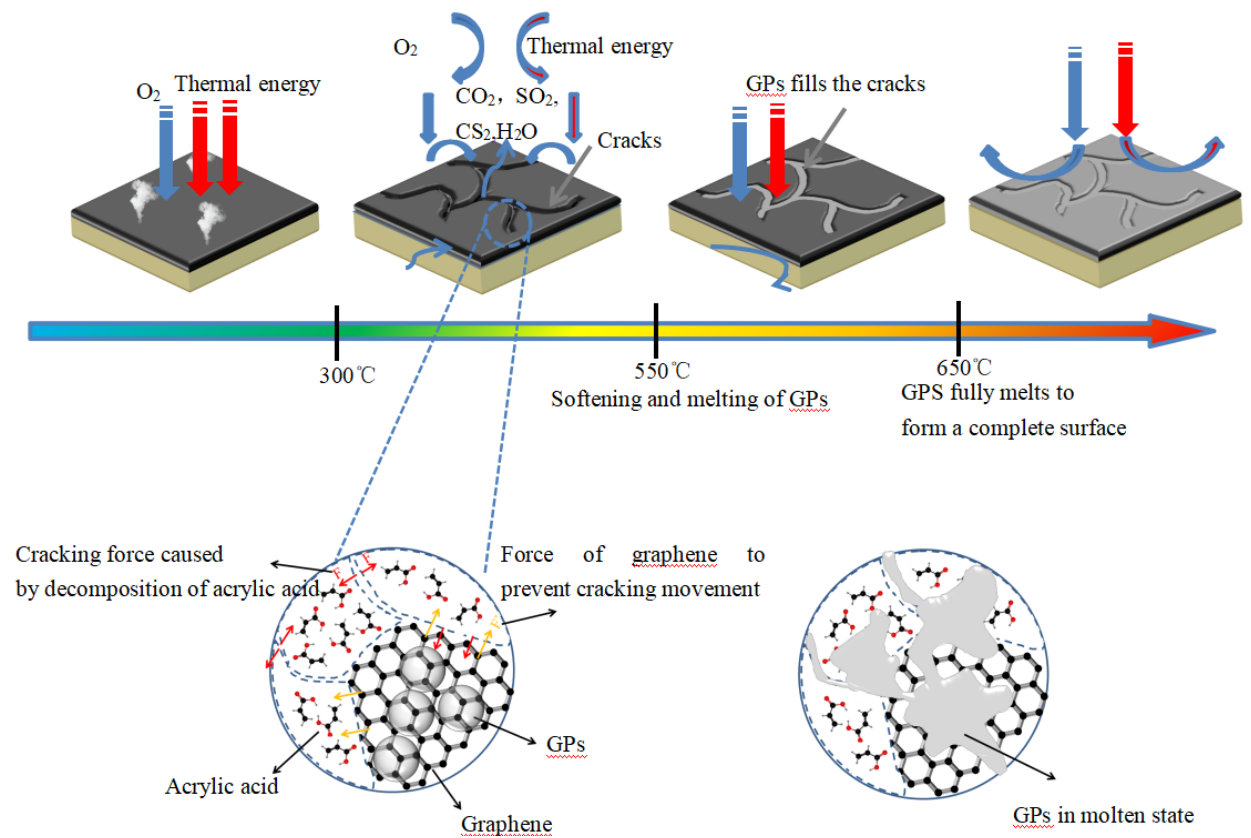 O2
Thermal energy
O2
Thermal energy
CO2, SO2,
CS2,H2O
Cracks
GPs fills the cracks
300℃
550℃
650℃
Softening and melting of GPs
GPS fully melts to
form a complete surface
Cracking force caused
by decomposition of acrylic acid
Force of graphene to
prevent cracking movement
F
F
F
Acrylic acid
GPs
Graphene
GPs in molten state